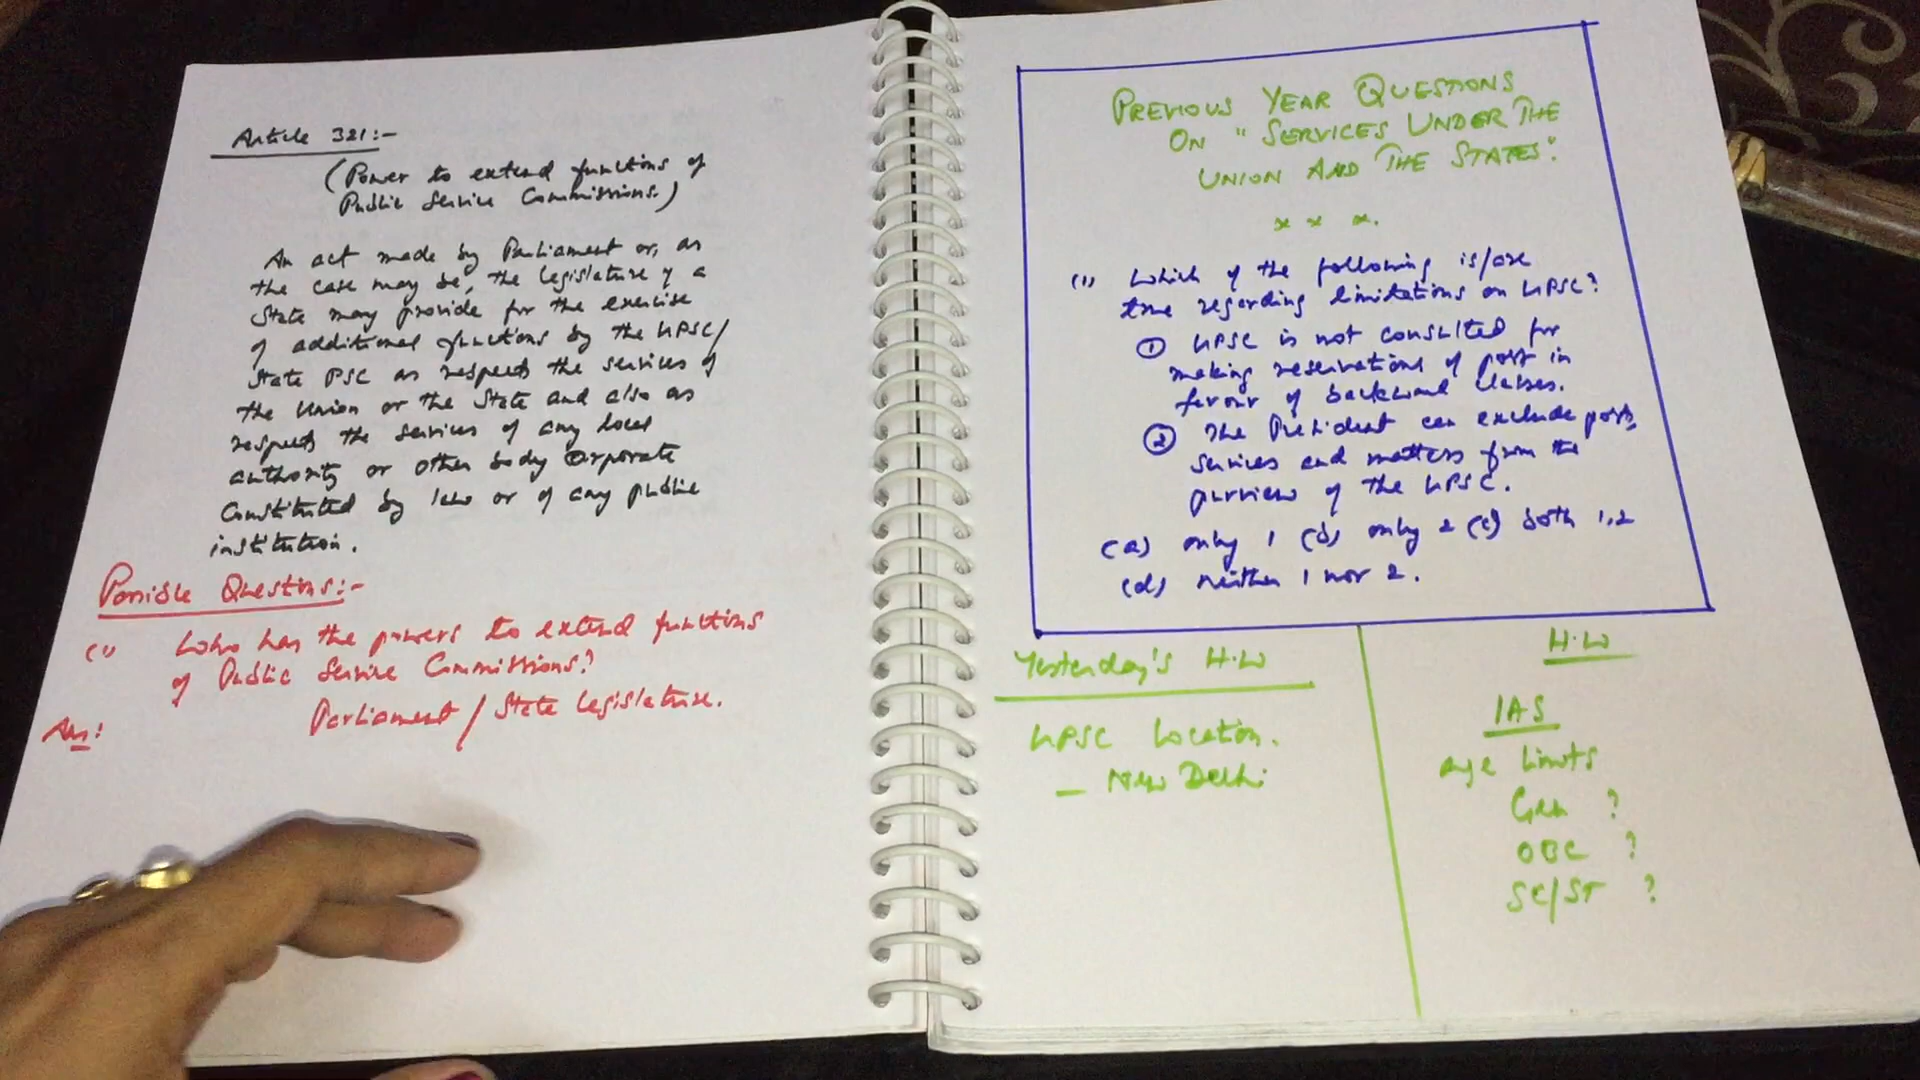 Article 321:-
(Power to extend functions of
Public Service Commissions.)
An act made by Parliament or, as
the case may be, the legislature of a
State may provide for the exercise
of additional functions by the UPSC/
State PSC as respects the services of
the Union or the State and also as
respects the services of any local
authority or other body corporate
constituted by law or of any public
institution.
Possible Questions:-
(1) Who has the powers to extend functions
of Public Service Commissions?
Ans: Parliament / State legislature.
PREVIOUS YEAR QUESTIONS
ON "SERVICES UNDER THE
UNION AND THE STATES".
x x x.
(1) Which of the following is/are
true regarding limitations on UPSC?
① UPSC is not consulted for
making reservations of post in
favour of backward classes.
② The President can exclude posts,
services and matters from the
purview of the UPSC.
(a) only 1 (b) only 2 (c) both 1,2
(d) neither 1 nor 2.
Yesterday's H.W
UPSC Location.
– New Delhi
H.W
IAS
age limits
Gen ?
OBC ?
SC/ST ?